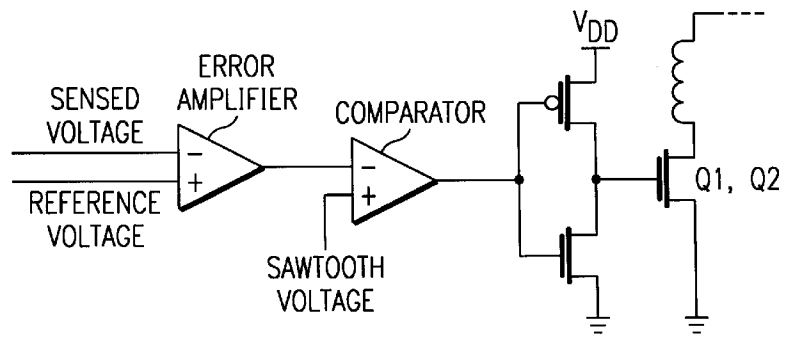 V_DD
ERROR
AMPLIFIER
SENSED
VOLTAGE
COMPARATOR
-
+
-
+
REFERENCE
VOLTAGE
Q1, Q2
SAWTOOTH
VOLTAGE